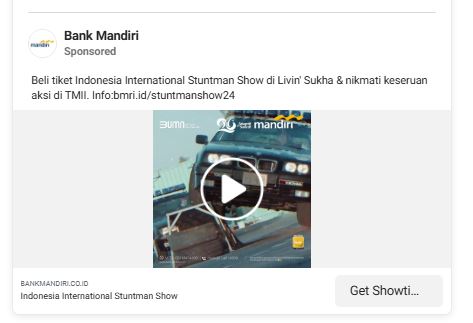 Bank Mandiri
Sponsored
Beli tiket Indonesia International Stuntman Show di Livin' Sukha & nikmati keseruan
aksi di TMII. Info:bmri.id/stuntmanshow24
mandiri
BUMN
mandiri
BANKMANDIRI.CO.ID
Indonesia International Stuntman Show
Get Showti...